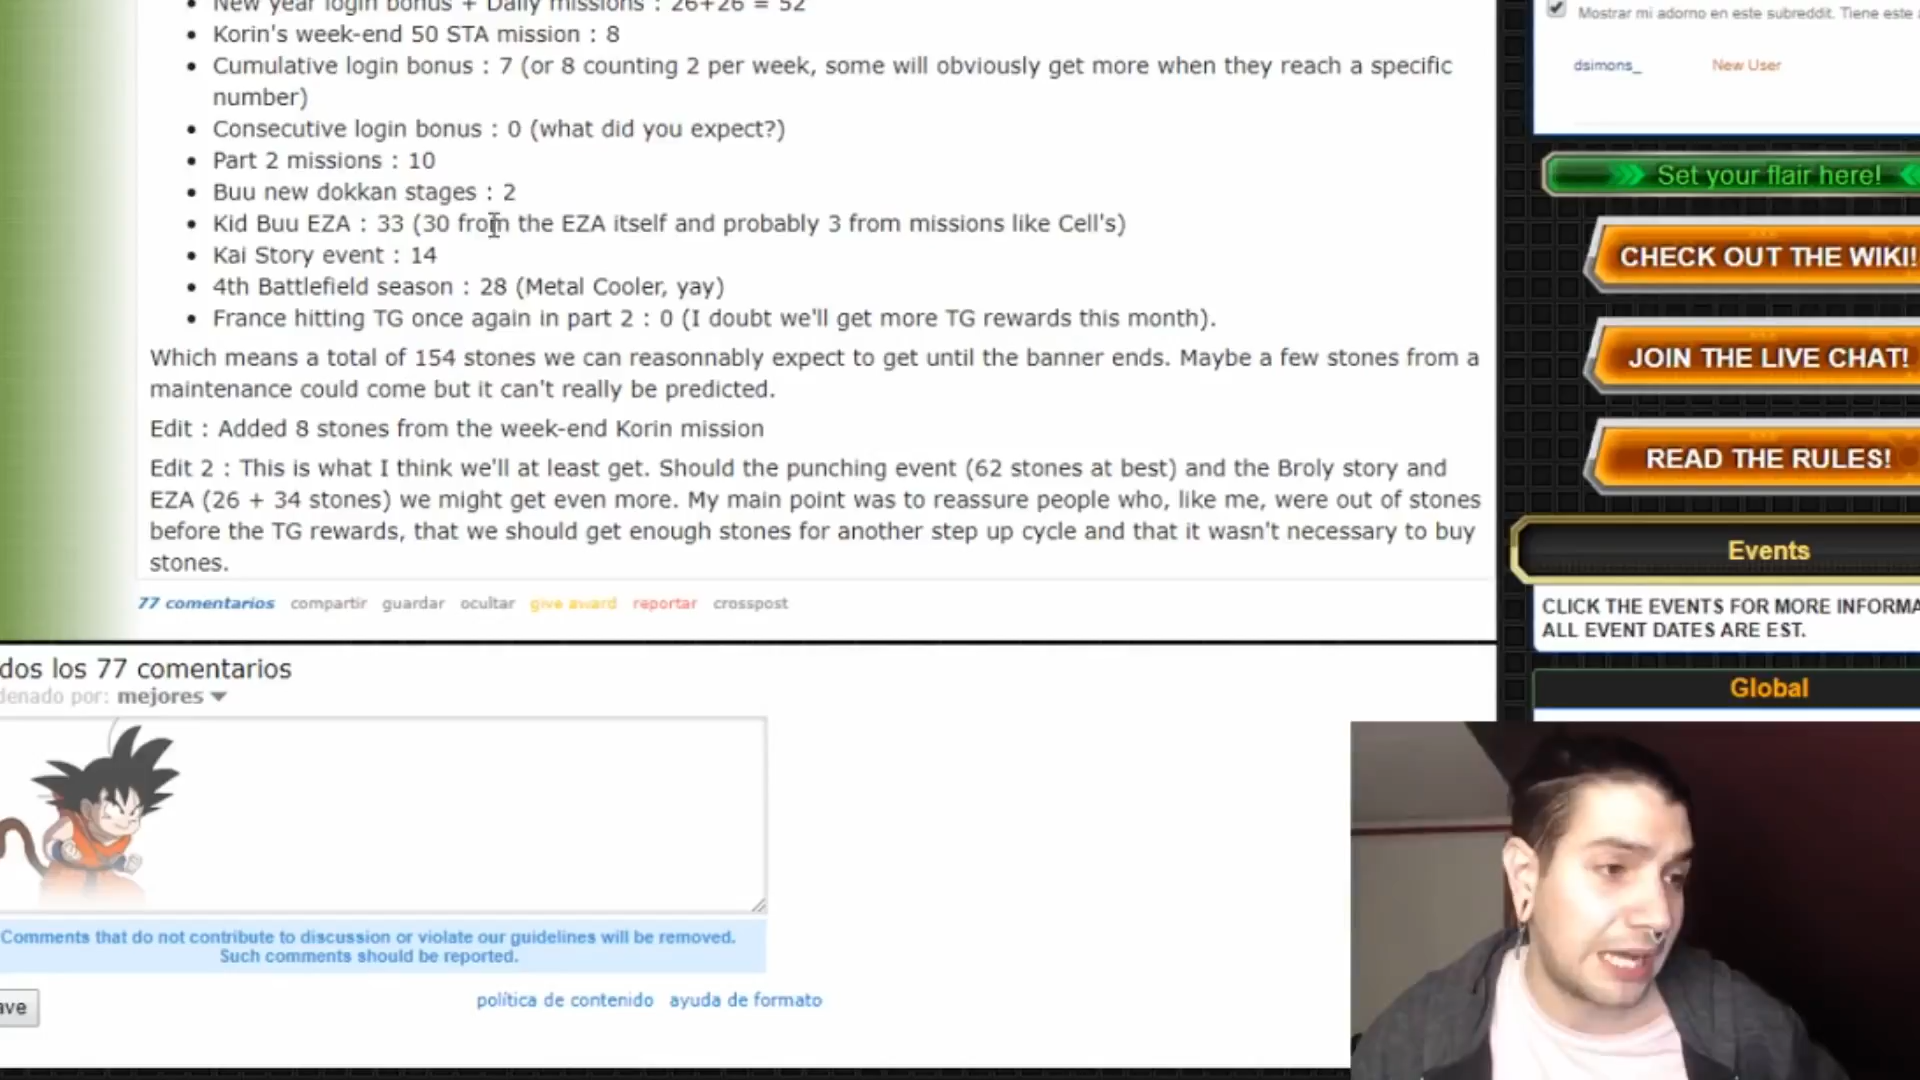 New year login bonus + Daily missions : 26+26 = 52
Korin's week-end 50 STA mission : 8
Cumulative login bonus : 7 (or 8 counting 2 per week, some will obviously get more when they reach a specific
number)
Consecutive login bonus : 0 (what did you expect?)
Part 2 missions : 10
Buu new dokkan stages : 2
Kid Buu EZA : 33 (30 from the EZA itself and probably 3 from missions like Cell's)
Kai Story event : 14
4th Battlefield season : 28 (Metal Cooler, yay)
France hitting TG once again in part 2 : 0 (I doubt we'll get more TG rewards this month).
Which means a total of 154 stones we can reasonnably expect to get until the banner ends. Maybe a few stones from a
maintenance could come but it can't really be predicted.
Edit : Added 8 stones from the week-end Korin mission
Edit 2 : This is what I think we'll at least get. Should the punching event (62 stones at best) and the Broly story and
EZA (26 + 34 stones) we might get even more. My main point was to reassure people who, like me, were out of stones
before the TG rewards, that we should get enough stones for another step up cycle and that it wasn't necessary to buy
stones.
77 comentarios compartir guardar ocultar give award reportar crosspost
dos los 77 comentarios
denado por: mejores
Comments that do not contribute to discussion or violate our guidelines will be removed.
Such comments should be reported.
ave
política de contenido ayuda de formato
Mostrar mi adorno en este subreddit. Tiene este
dsimons_ New User
Set your flair here!
CHECK OUT THE WIKI!
JOIN THE LIVE CHAT!
READ THE RULES!
Events
CLICK THE EVENTS FOR MORE INFORMA
ALL EVENT DATES ARE EST.
Global